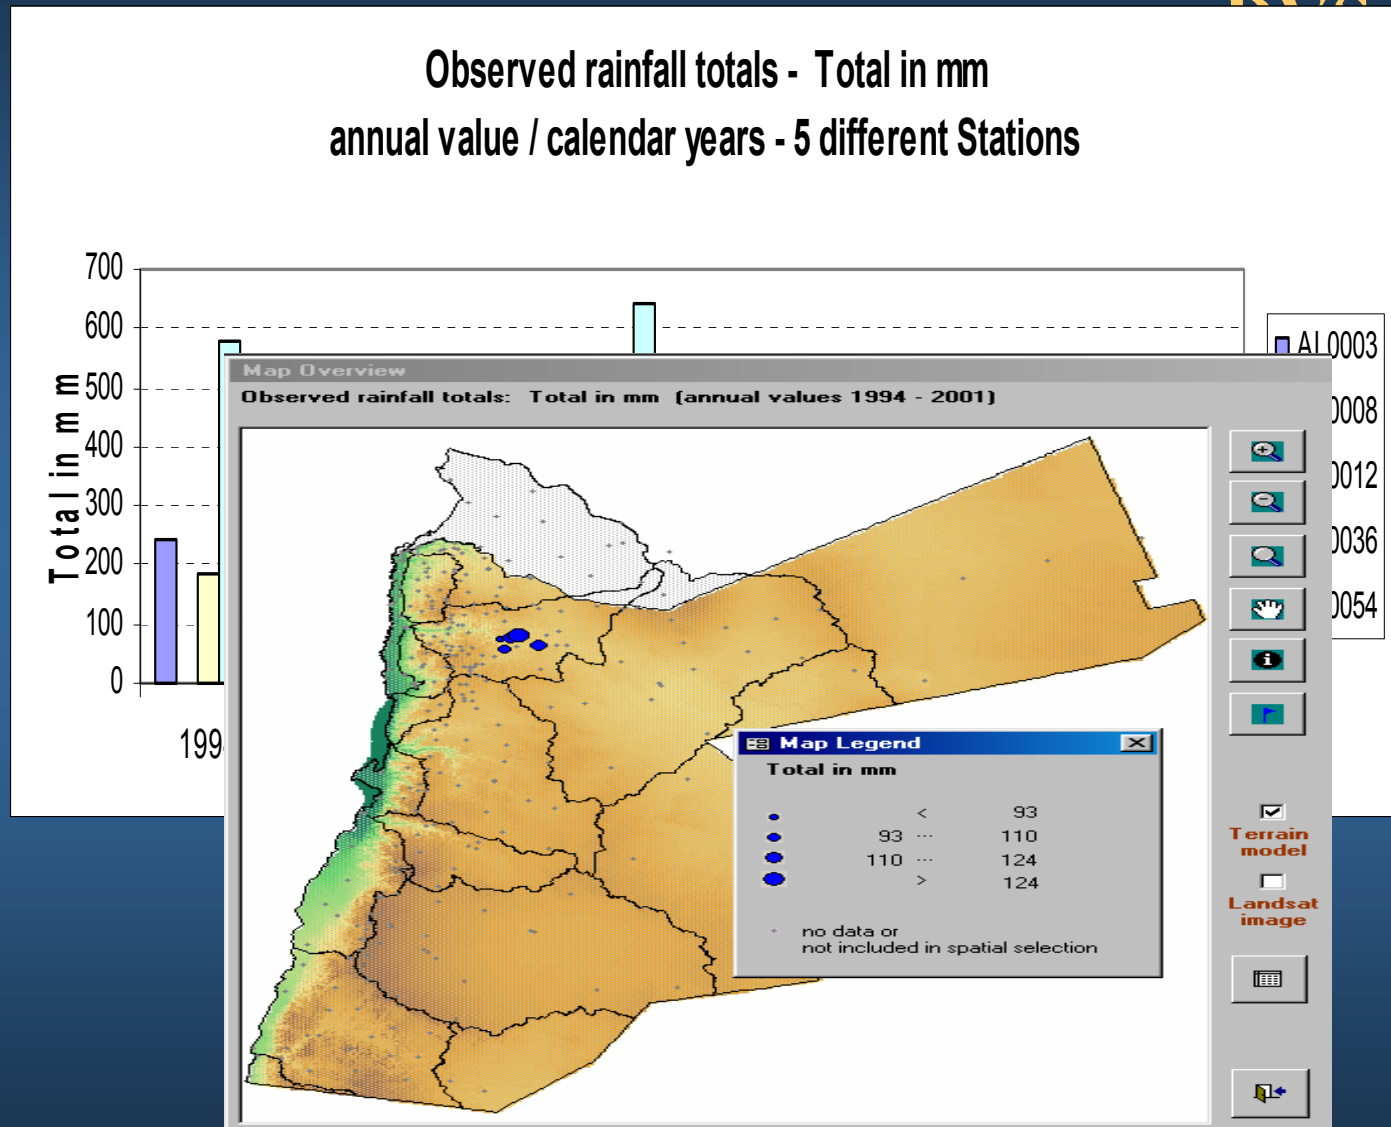 Observed rainfall totals - Total in mm
annual value / calendar years - 5 different Stations
700
600
500
400
300
200
100
0
Total in mm
199
AL0003
0008
0012
0036
0054
Map Overview
Observed rainfall totals: Total in mm (annual values 1994 - 2001)
Map Legend
Total in mm
< 93
93 ... 110
110 ... 124
> 124
no data or
not included in spatial selection
Terrain
model
Landsat
image